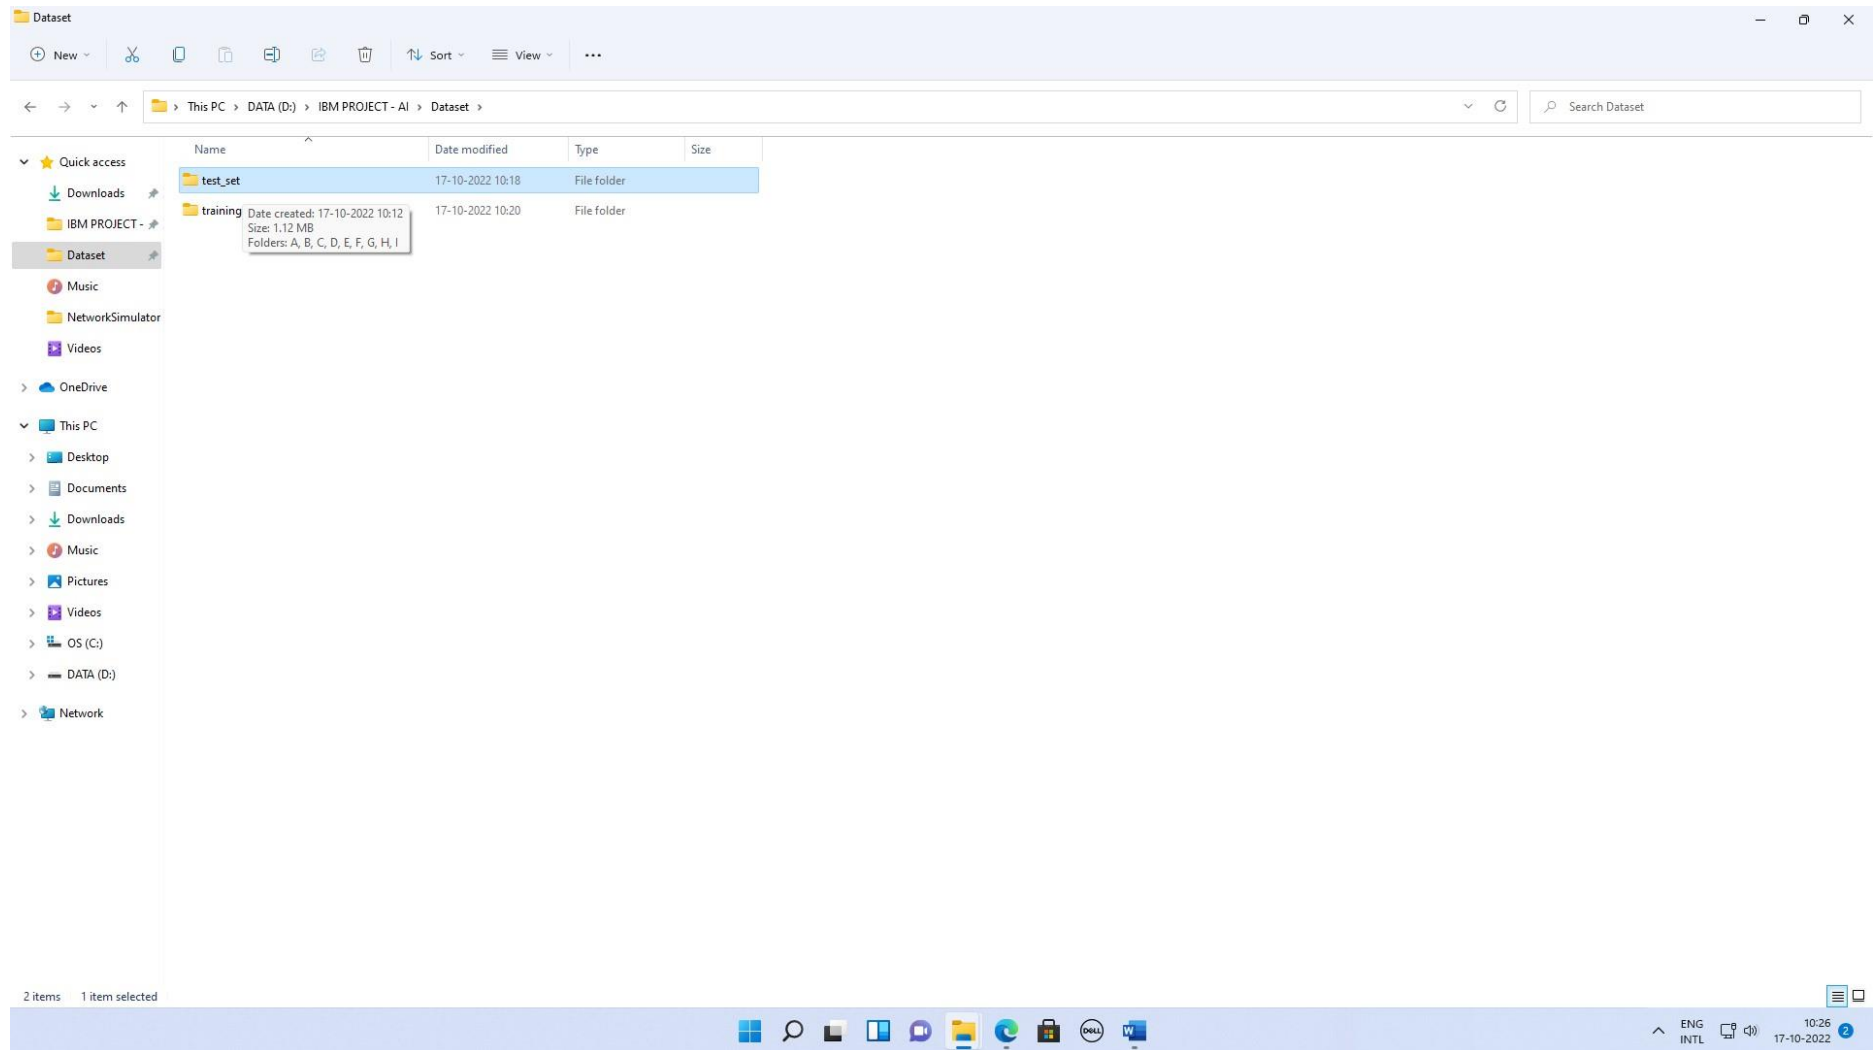 Dataset
New
Sort
View
This PC > DATA (D:) > IBM PROJECT - AI > Dataset >
Search Dataset
Name Date modified Type Size
Quick access
Downloads
IBM PROJECT -
Dataset
Music
NetworkSimulator
Videos
OneDrive
This PC
Desktop
Documents
Downloads
Music
Pictures
Videos
OS (C:)
DATA (D:)
Network
test_set 17-10-2022 10:18 File folder
training 17-10-2022 10:20 File folder
Date created: 17-10-2022 10:12
Size: 1.12 MB
Folders: A, B, C, D, E, F, G, H, I
2 items 1 item selected
DELL
W
ENG
INTL
10:26
17-10-2022
2